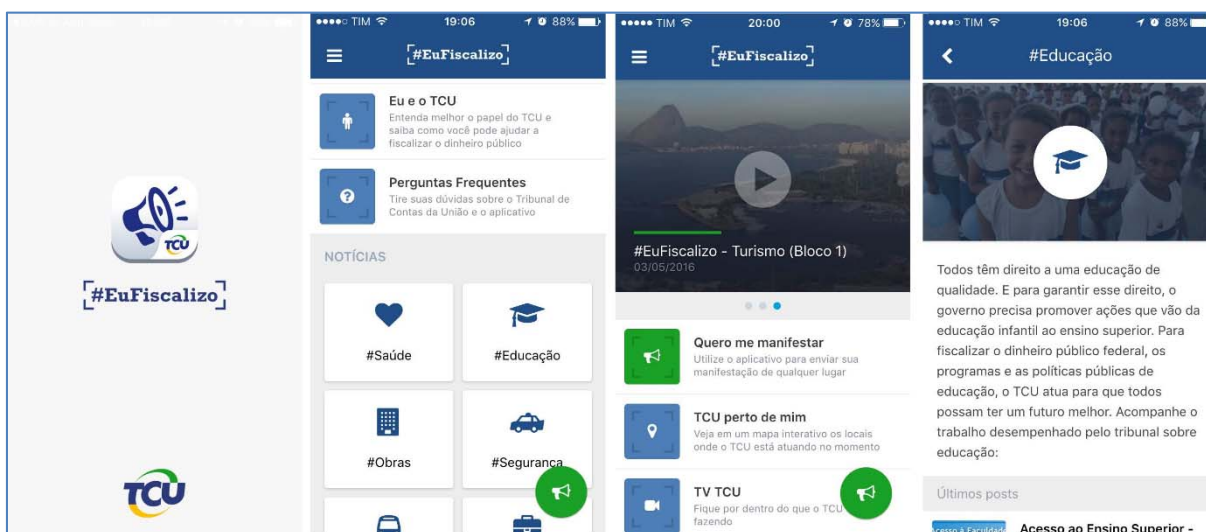 TCU
[#EuFiscalizo]
TCU
TIM 19:06 88%
[#EuFiscalizo]
Eu e o TCU
Entenda melhor o papel do TCU e
saiba como você pode ajudar a
fiscalizar o dinheiro público
Perguntas Frequentes
Tire suas dúvidas sobre o Tribunal de
Contas da União e o aplicativo
NOTÍCIAS
#Saúde
#Educação
#Obras
#Segurança
TIM 20:00 78%
[#EuFiscalizo]
#EuFiscalizo - Turismo (Bloco 1)
03/05/2016
Quero me manifestar
Utilize o aplicativo para enviar sua
manifestação de qualquer lugar
TCU perto de mim
Veja em um mapa interativo os locais
onde o TCU está atuando no momento
TV TCU
Fique por dentro do que o TCU
fazendo
TIM 19:06 88%
#Educação
Todos têm direito a uma educação de
qualidade. E para garantir esse direito, o
governo precisa promover ações que vão da
educação infantil ao ensino superior. Para
fiscalizar o dinheiro público federal, os
programas e as políticas públicas de
educação, o TCU atua para que todos
possam ter um futuro melhor. Acompanhe o
trabalho desempenhado pelo tribunal sobre
educação:
Últimos posts
Acesso ao Ensino Superior -